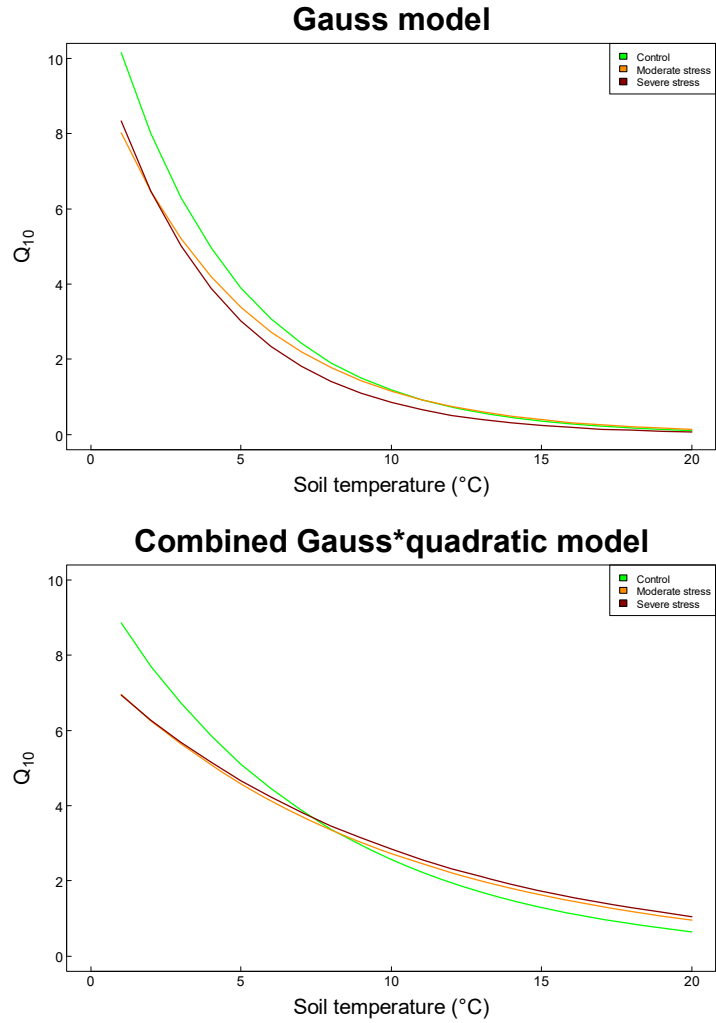 Gauss model
10
8
6
4
2
0
Q10
Control
Moderate stress
Severe stress
0 5 10 15 20
Soil temperature (°C)
Combined Gauss*quadratic model
10
8
6
4
2
0
Q10
Control
Moderate stress
Severe stress
0 5 10 15 20
Soil temperature (°C)